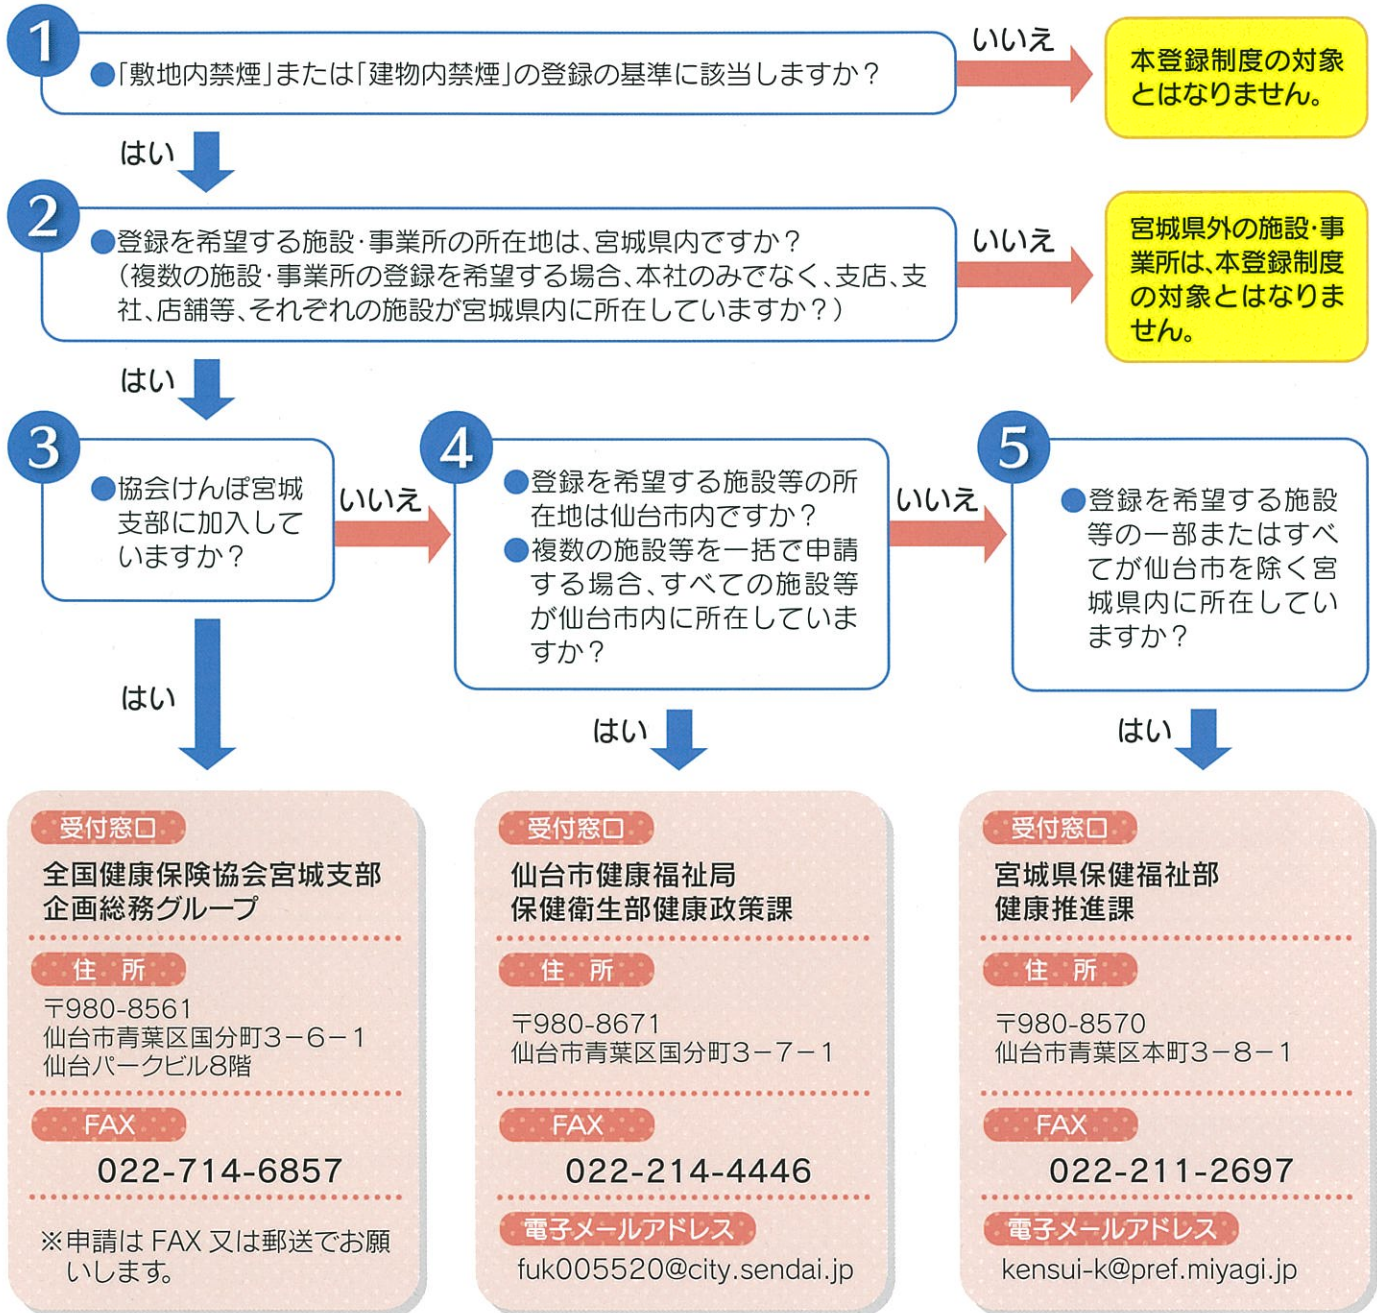 1
●「敷地内禁煙」または「建物内禁煙」の登録の基準に該当しますか？
いいえ
本登録制度の対象
とはなりません。
はい
2
●登録を希望する施設・事業所の所在地は、宮城県内ですか？
（複数の施設・事業所の登録を希望する場合、本社のみでなく、支店、支
社、店舗等、それぞれの施設が宮城県内に所在していますか？）
いいえ
宮城県外の施設・事
業所は、本登録制度
の対象とはなりま
せん。
はい
3
●協会けんぽ宮城
支部に加入して
いますか？
いいえ
4
●登録を希望する施設等の所
在地は仙台市内ですか？
●複数の施設等を一括で申請
する場合、すべての施設等
が仙台市内に所在していま
すか？
いいえ
5
●登録を希望する施設
等の一部またはすべ
てが仙台市を除く宮
城県内に所在してい
ますか？
はい
はい
はい
受付窓口
全国健康保険協会宮城支部
企画総務グループ
住所
〒980-8561
仙台市青葉区国分町3－6－1
仙台パークビル8階
FAX
022-714-6857
※申請は FAX 又は郵送でお願
いします。
受付窓口
仙台市健康福祉局
保健衛生部健康政策課
住所
〒980-8671
仙台市青葉区国分町3－7－1
FAX
022-214-4446
電子メールアドレス
fuk005520@city.sendai.jp
受付窓口
宮城県保健福祉部
健康推進課
住所
〒980-8570
仙台市青葉区本町3－8－1
FAX
022-211-2697
電子メールアドレス
kensui-k@pref.miyagi.jp